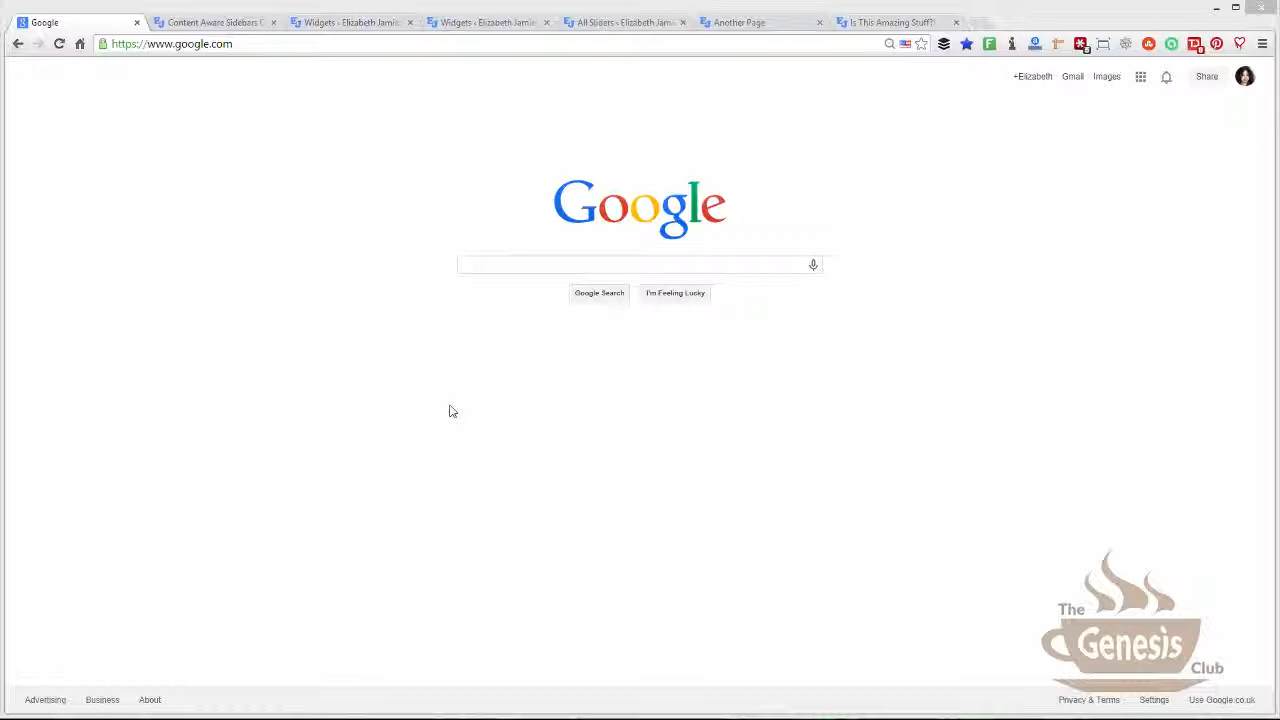 Google
Content Aware Sidebars
Widgets - Elizabeth Jamie
Widgets - Elizabeth Jamie
All Sliders - Elizabeth Jami
Another Page
Is This Amazing Stuff?!
https://www.google.com
+Elizabeth Gmail Images Share
Google
Google Search I'm Feeling Lucky
The
Genesis
Club
Advertising Business About Privacy & Terms Settings Use Google.co.uk